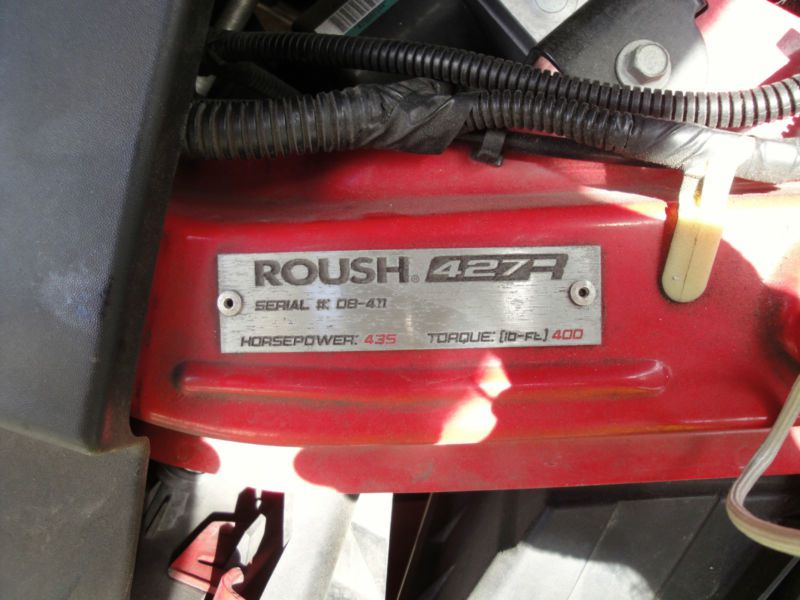 ROUSH® 427R
SERIAL #: 08-411
HORSEPOWER: 435 TORQUE: (lb-Ft) 400